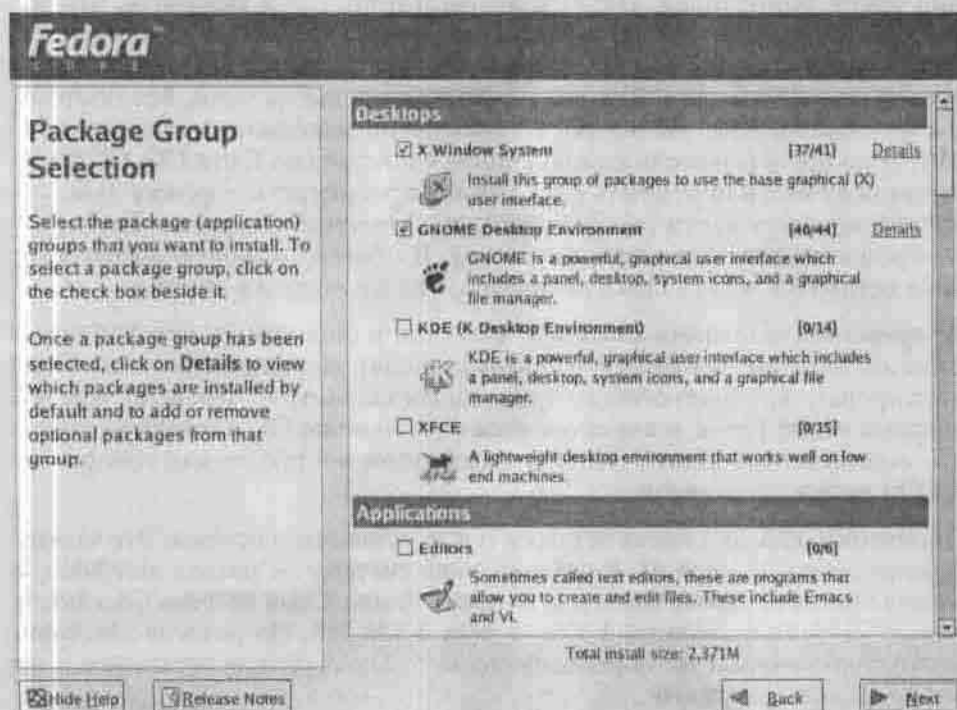 Fedora
CORE
Package Group
Selection
Select the package (application)
groups that you want to install. To
select a package group, click on
the check box beside it.
Once a package group has been
selected, click on Details to view
which packages are installed by
default and to add or remove
optional packages from that
group.
Desktops
X Window System [37/41] Details
Install this group of packages to use the base graphical (X)
user interface.
GNOME Desktop Environment [40/44] Details
GNOME is a powerful, graphical user interface which
includes a panel, desktop, system icons, and a graphical
file manager.
KDE (K Desktop Environment) [0/14]
KDE is a powerful, graphical user interface which includes
a panel, desktop, system icons, and a graphical file
manager.
XFCE [0/15]
A lightweight desktop environment that works well on low
end machines.
Applications
Editors [0/6]
Sometimes called text editors, these are programs that
allow you to create and edit files. These include Emacs
and Vi.
Total install size: 2,371M
Hide Help Release Notes Back Next